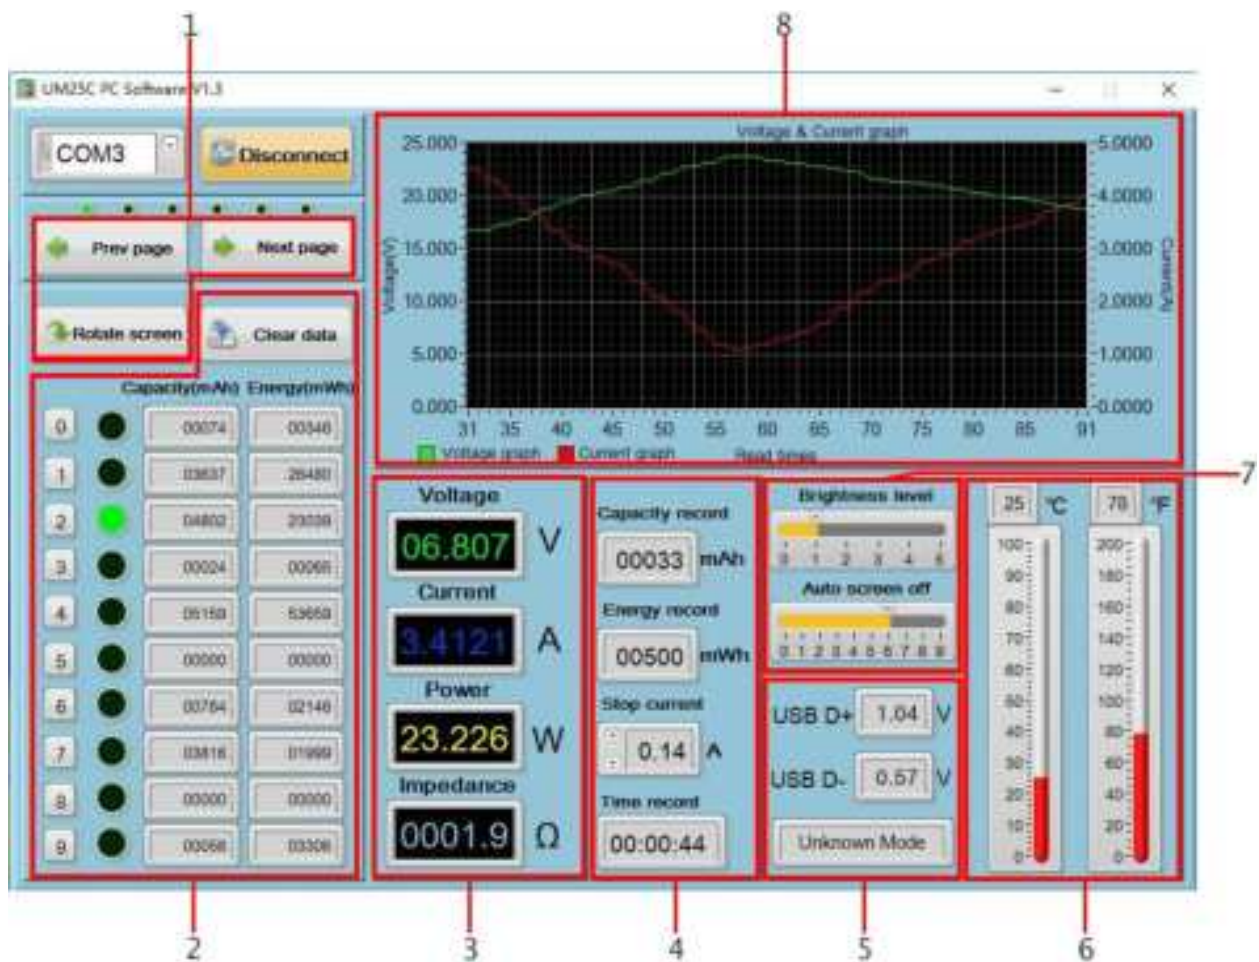 1 8
UM25C PC Software V1.3
COM3 Disconnect
Prev page Next page
Rotate screen Clear data
Capacity(mAh) Energy(mWh)
0 00074 00346
1 03637 26480
2 04802
3 00024 00066
4 05159 53659
5 00000 00000
6 00764 02146
7 03816 01999
8 00000 00000
9 03306
Voltage & Current graph
25.000 5.0000
20.000 4.0000
15.000 3.0000
10.000 2.0000
5.000 1.0000
0.000 0.0000
Voltage(V) Current(A)
31 35 40 45 50 55 60 65 70 75 80 85 91
Voltage graph Current graph Read times
7
Voltage
06.807 V
Current
3.4121 A
Power
23.226 W
Impedance
0001.9 Ω
Capacity record
00033 mAh
Energy record
00500 mWh
Stop current
0.14 A
Time record
00:00:44
Brightness level
0 1 2 3 4 5
Auto screen off
0 1 2 3 4 5 6 7 8 9
USB D+ 1.04 V
USB D- 0.57 V
Unknown Mode
25 °C 78 °F
100 200
90 180
80 160
70 140
60 120
50 100
40 80
30 60
20 40
10 20
0 0
2 3 4 5 6